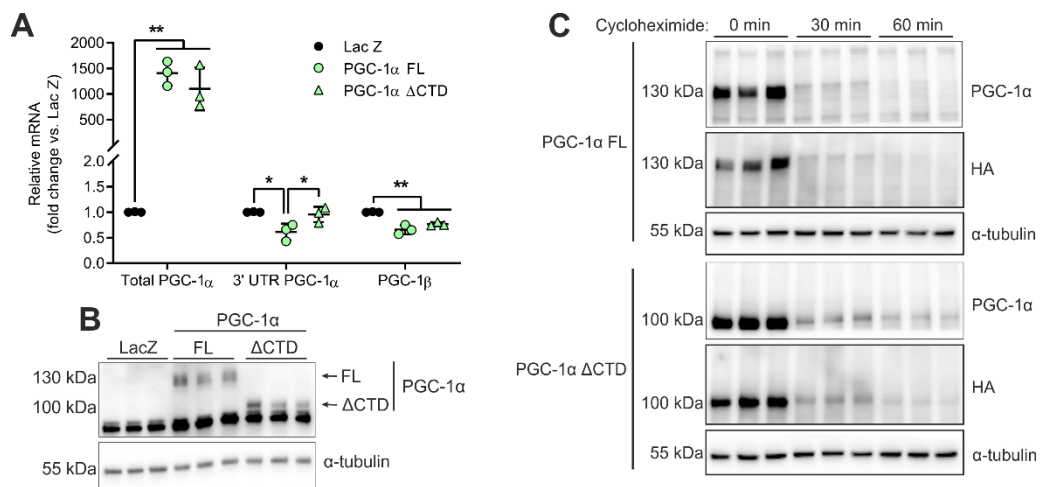 A
**
2000
1500
1000
500
2.0
1.5
1.0
0.5
0.0
Relative mRNA
(fold change vs. Lac Z)
Lac Z
PGC-1α FL
PGC-1α ΔCTD
*
*
**
Total PGC-1α
3' UTR PGC-1α
PGC-1β
B
PGC-1α
LacZ
FL
ΔCTD
130 kDa
100 kDa
←FL
←ΔCTD
PGC-1α
55 kDa
α-tubulin
C
Cycloheximide:
0 min
30 min
60 min
PGC-1α FL
130 kDa
PGC-1α
130 kDa
HA
55 kDa
α-tubulin
PGC-1α ΔCTD
100 kDa
PGC-1α
100 kDa
HA
55 kDa
α-tubulin